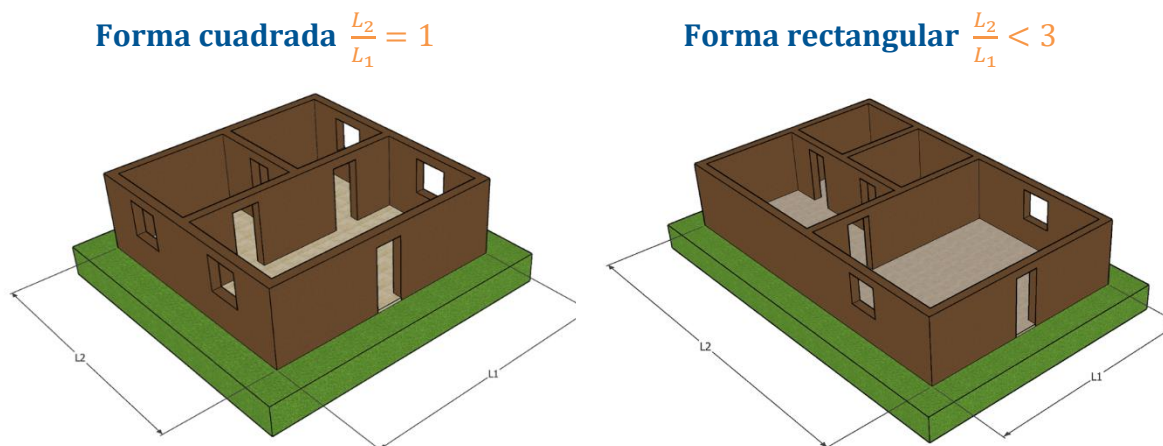 Forma cuadrada L2/L1 = 1
Forma rectangular L2/L1 < 3
L2
L1
L2
L1